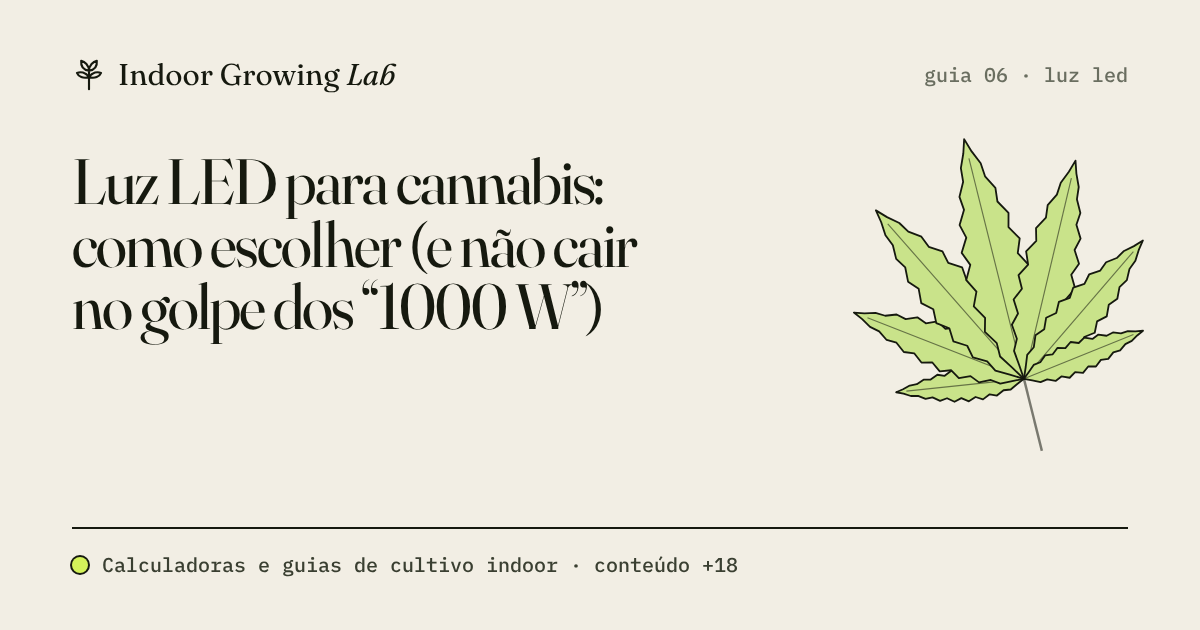 Indoor Growing Lab
guia 06 · luz led
Luz LED para cannabis:
como escolher (e não cair
no golpe dos “1000 W”)
Calculadoras e guias de cultivo indoor · conteúdo +18